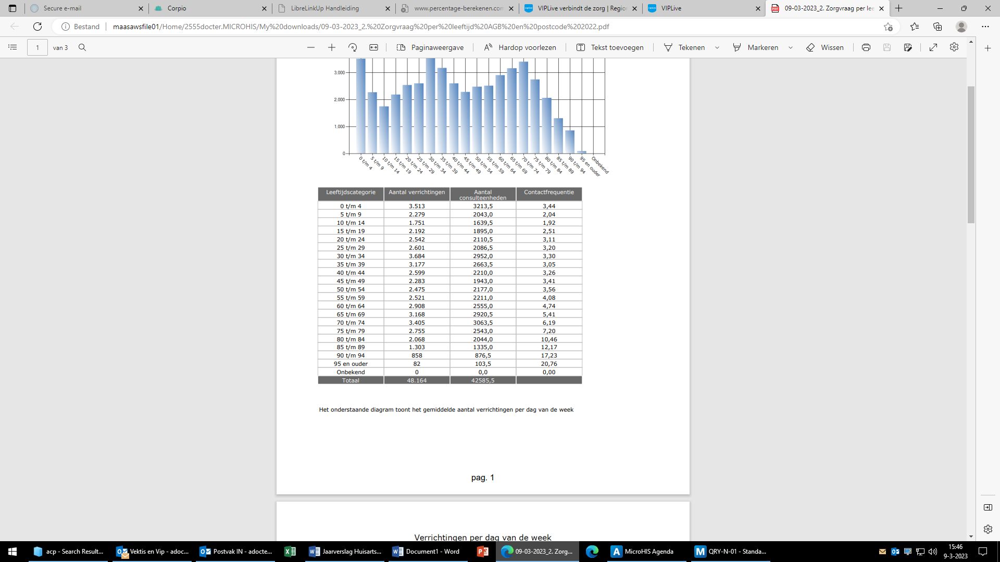 Secure e-mail
Corpio
LibreLinkUp Handleiding
www.percentage-berekenen.com
VIPLive verbindt de zorg | Regio
VIPLive
09-03-2023_2. Zorgvraag per lee
Bestand
maasawsfile01/Home/2555docter.MICROHIS/My%20downloads/09-03-2023_2.%20Zorgvraag%20per%20leeftijd%20AGB%20en%20postcode%202022.pdf
1 van 3
Paginaweergave
Hardop voorlezen
Tekst toevoegen
Tekenen
Markeren
Wissen
3,000
2,000
1,000
0
0 t/m 4
5 t/m 9
10 t/m 14
15 t/m 19
20 t/m 24
25 t/m 29
30 t/m 34
35 t/m 39
40 t/m 44
45 t/m 49
50 t/m 54
55 t/m 59
60 t/m 64
65 t/m 69
70 t/m 74
75 t/m 79
80 t/m 84
85 t/m 89
90 t/m 94
95 en ouder
Onbekend
Leeftijdscategorie Aantal verrichtingen Aantal consulteenheden Contactfrequentie
0 t/m 4 3.513 3213,5 3,44
5 t/m 9 2.279 2043,0 2,04
10 t/m 14 1.751 1639,5 1,92
15 t/m 19 2.192 1895,0 2,51
20 t/m 24 2.542 2110,5 3,11
25 t/m 29 2.601 2086,5 3,20
30 t/m 34 3.684 2952,0 3,30
35 t/m 39 3.177 2663,5 3,05
40 t/m 44 2.599 2210,0 3,26
45 t/m 49 2.283 1943,0 3,41
50 t/m 54 2.475 2177,0 3,56
55 t/m 59 2.521 2211,0 4,08
60 t/m 64 2.908 2555,0 4,74
65 t/m 69 3.168 2920,5 5,41
70 t/m 74 3.405 3063,5 6,19
75 t/m 79 2.755 2543,0 7,20
80 t/m 84 2.068 2044,0 10,46
85 t/m 89 1.303 1335,0 12,17
90 t/m 94 858 876,5 17,23
95 en ouder 82 103,5 20,76
Onbekend 0 0,0 0,00
Totaal 48.164 42585,5
Het onderstaande diagram toont het gemiddelde aantal verrichtingen per dag van de week
pag. 1
Verrichtingen per dag van de week
acp - Search Result...
Vektis en Vip - adoc...
Postvak IN - adocte...
Jaarverslag Huisarts...
Document1 - Word
09-03-2023_2. Zorg...
MicroHIS Agenda
QRY-N-01 - Standa...
15:46
9-3-2023